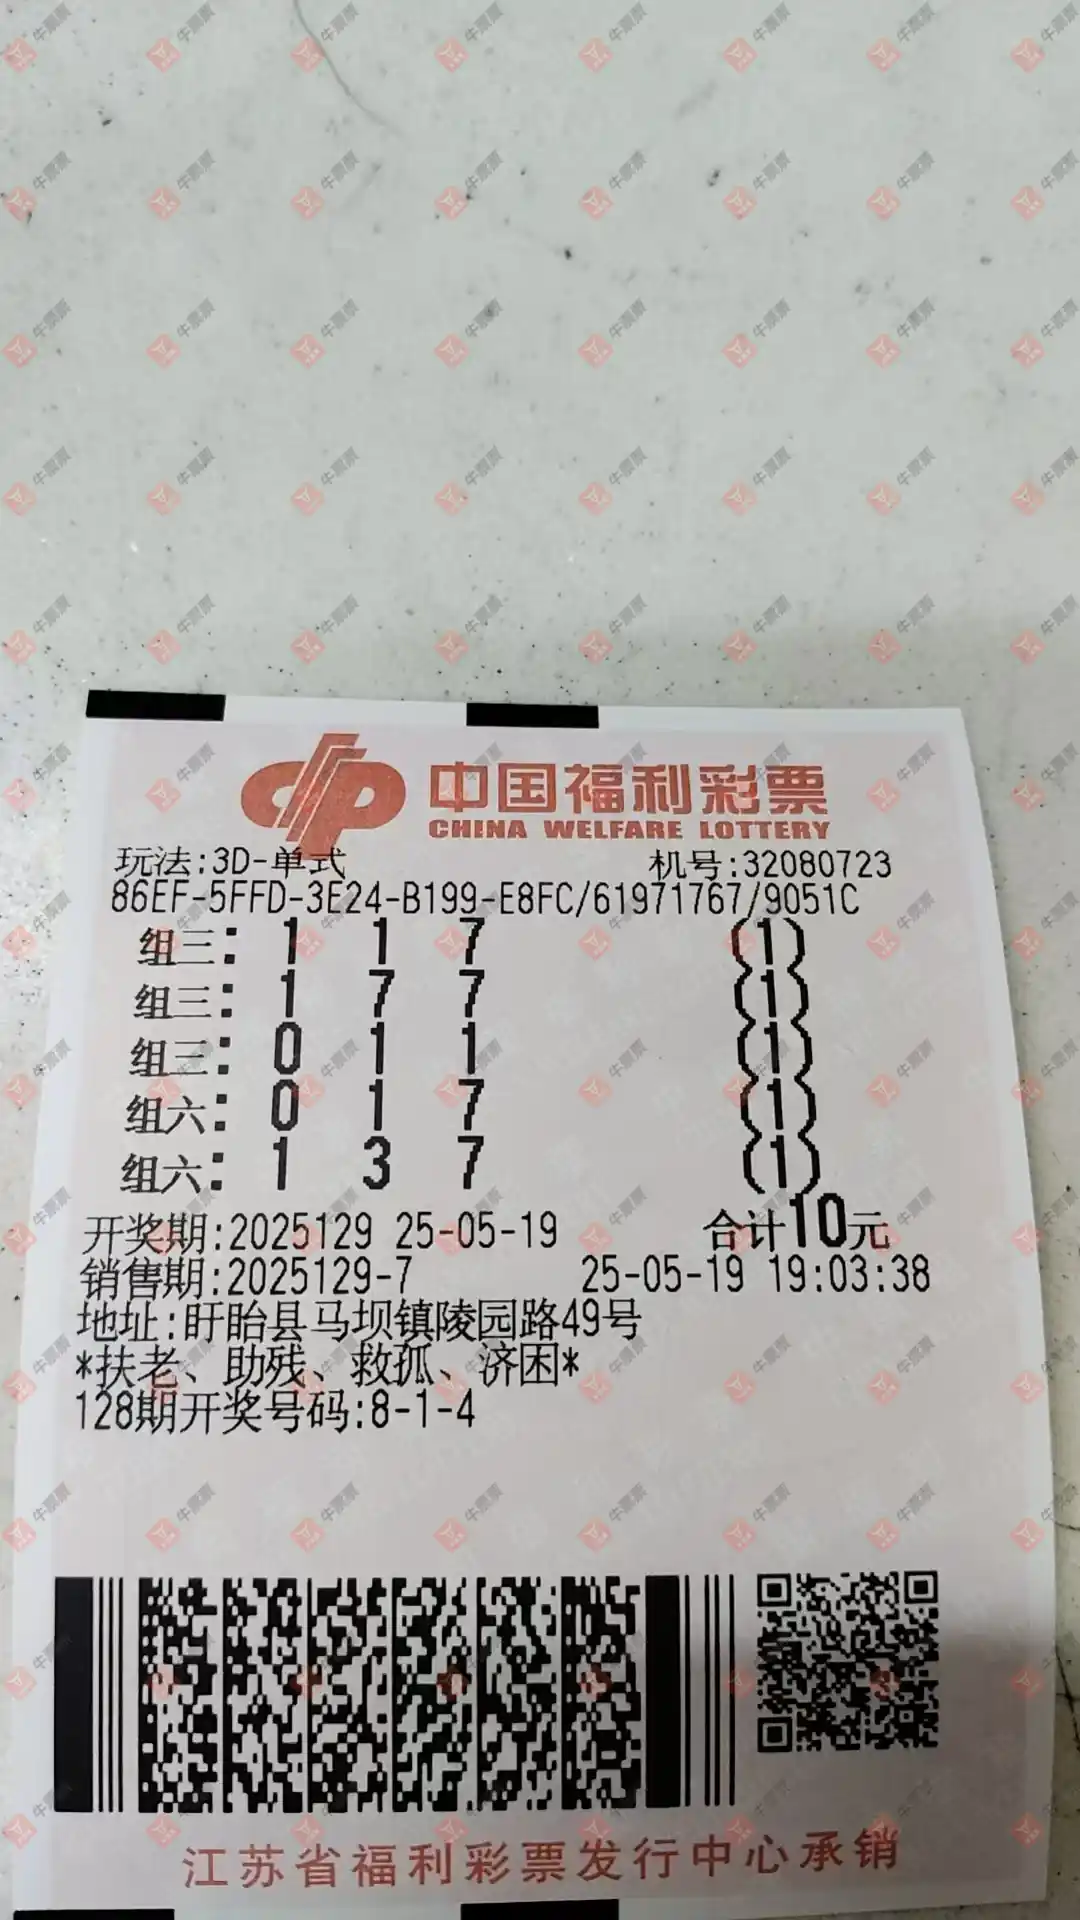 中国福利彩票
CHINA WELFARE LOTTERY
玩法:3D-单式 机号:32080723
86EF-5FFD-3E24-B199-E8FC/61971767/9051C
组三: 1 1 7 (1)
组三: 1 7 7 (1)
组三: 0 1 1 (1)
组六: 0 1 7 (1)
组六: 1 3 7 (1)
开奖期:2025129 25-05-19 合计10元
销售期:2025129-7 25-05-19 19:03:38
地址:盱眙县马坝镇陵园路49号
*扶老、助残、救孤、济困*
128期开奖号码:8-1-4
江苏省福利彩票发行中心承销
牛票票